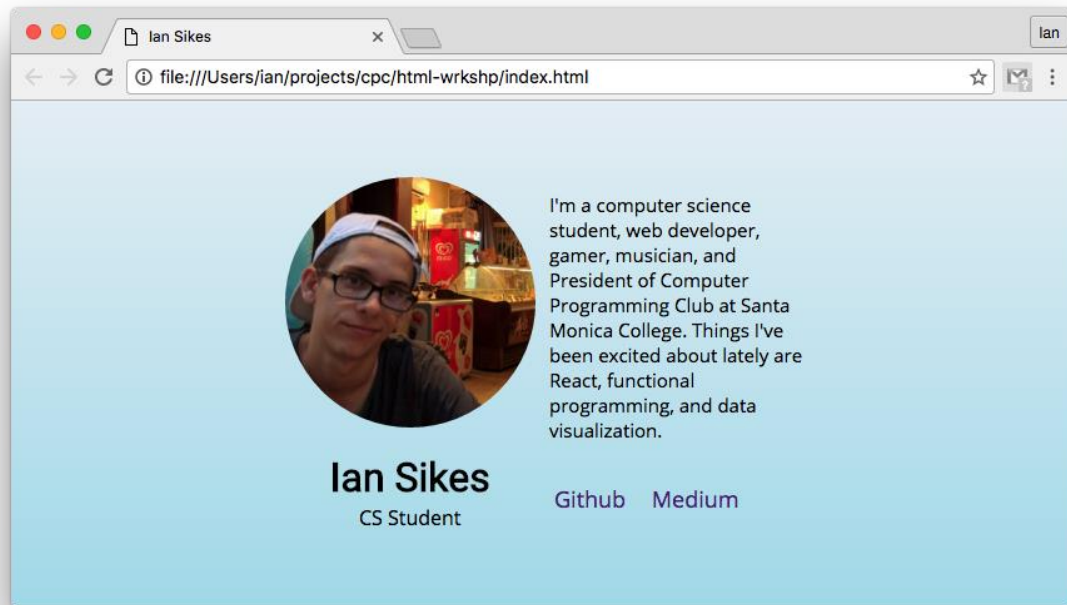 Ian Sikes
Ian
file:///Users/ian/projects/cpc/html-wrkshp/index.html
I'm a computer science
student, web developer,
gamer, musician, and
President of Computer
Programming Club at Santa
Monica College. Things I've
been excited about lately are
React, functional
programming, and data
visualization.
Ian Sikes
CS Student
Github Medium